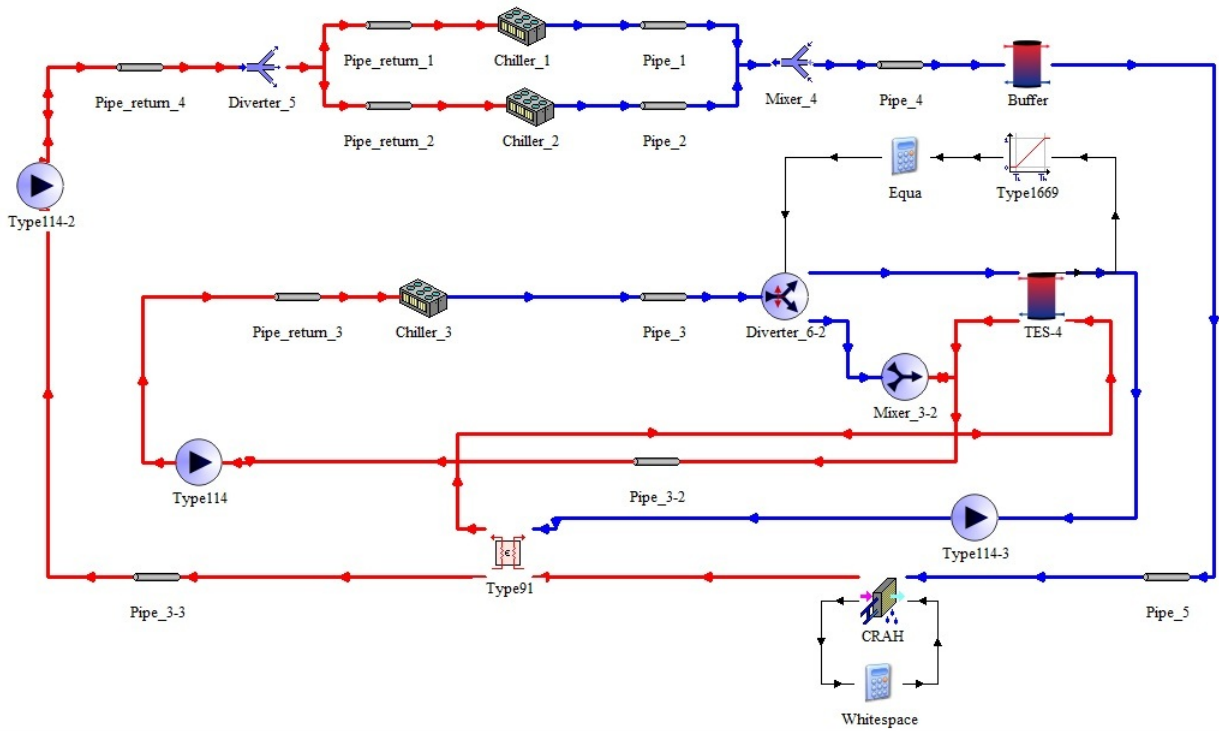 Pipe_return_1
Chiller_1
Pipe_1
Pipe_return_4
Diverter_5
Mixer_4
Pipe_4
Buffer
Pipe_return_2
Chiller_2
Pipe_2
Equa
Type1669
Type114-2
Pipe_return_3
Chiller_3
Pipe_3
Diverter_6-2
TES-4
Mixer_3-2
Type114
Pipe_3-2
Type114-3
Type91
Pipe_3-3
CRAH
Pipe_5
Whitespace